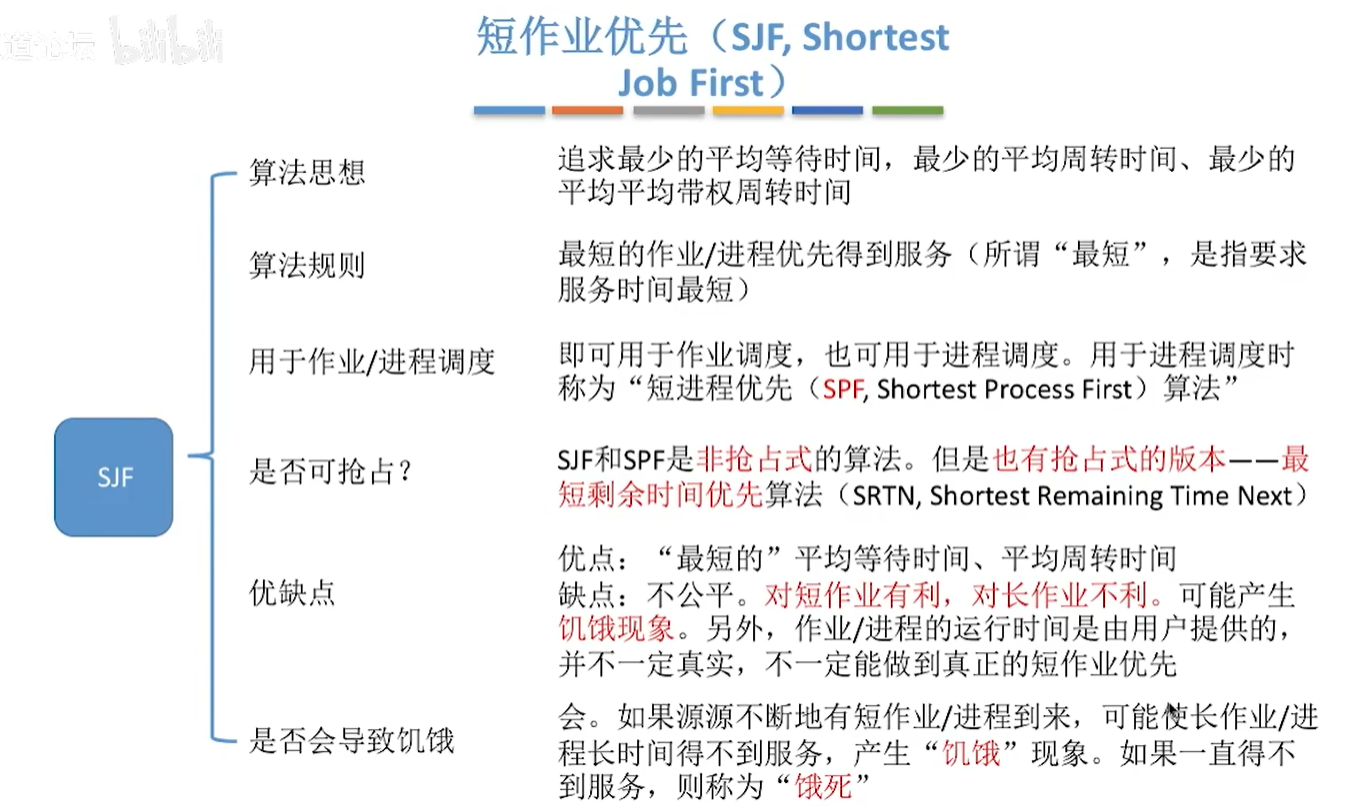 道论坛 bilibili
短作业优先（SJF, Shortest
Job First）
算法思想
追求最少的平均等待时间，最少的平均周转时间、最少的
平均平均带权周转时间
算法规则
最短的作业/进程优先得到服务（所谓“最短”，是指要求
服务时间最短）
用于作业/进程调度
即可用于作业调度，也可用于进程调度。用于进程调度时
称为“短进程优先（SPF, Shortest Process First）算法”
SJF
是否可抢占？
SJF和SPF是非抢占式的算法。但是也有抢占式的版本——最
短剩余时间优先算法（SRTN, Shortest Remaining Time Next）
优缺点
优点：“最短的”平均等待时间、平均周转时间
缺点：不公平。对短作业有利，对长作业不利。可能产生
饥饿现象。另外，作业/进程的运行时间是由用户提供的，
并不一定真实，不一定能做到真正的短作业优先
是否会导致饥饿
会。如果源源不断地有短作业/进程到来，可能使长作业/进
程长时间得不到服务，产生“饥饿”现象。如果一直得不
到服务，则称为“饿死”